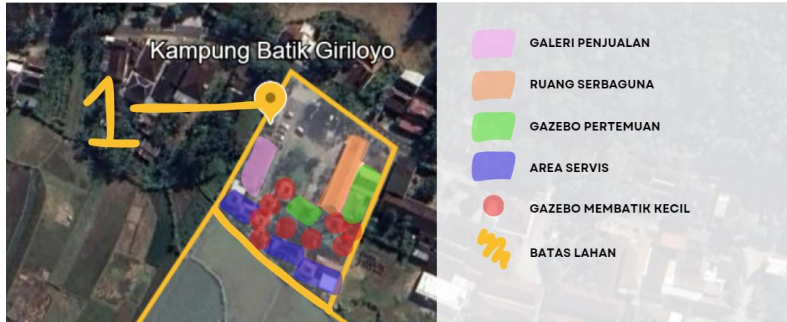 Kampung Batik Giriloyo
1
GALERI PENJUALAN
RUANG SERBAGUNA
GAZEBO PERTEMUAN
AREA SERVIS
GAZEBO MEMBATIK KECIL
BATAS LAHAN